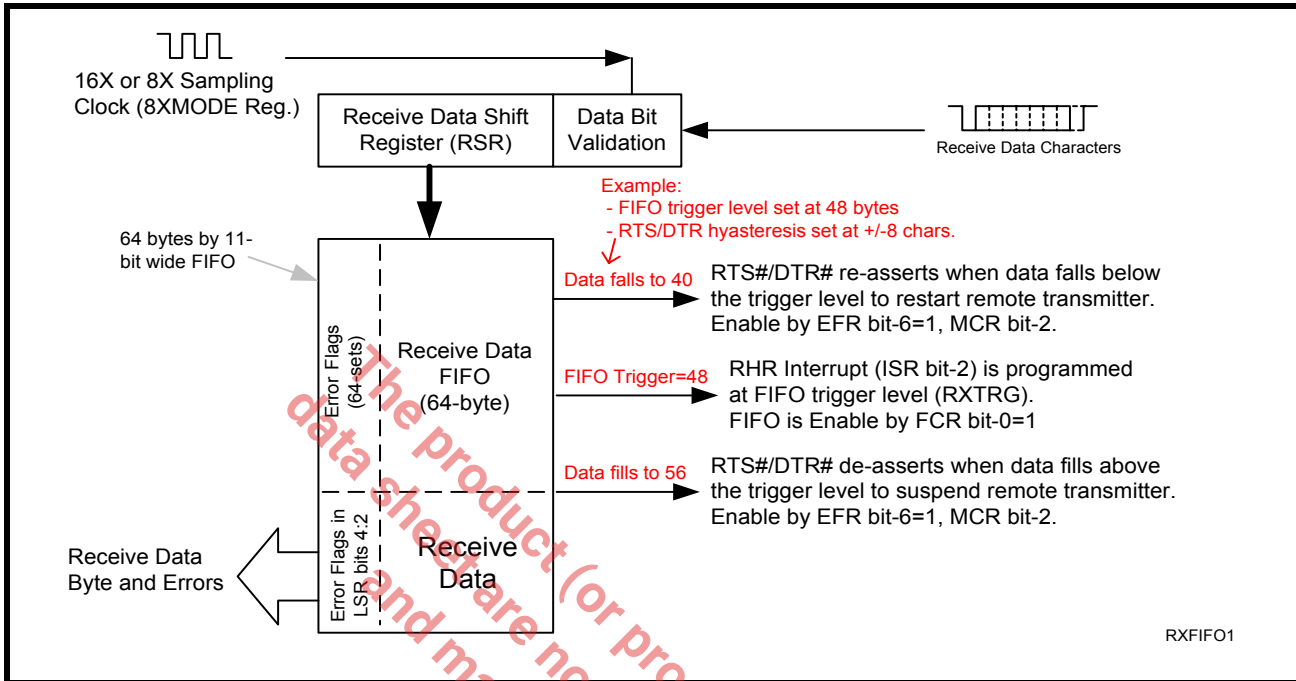 16X or 8X Sampling
Clock (8XMODE Reg.)
Receive Data Shift
Register (RSR)
Data Bit
Validation
Receive Data Characters
Example:
- FIFO trigger level set at 48 bytes
- RTS/DTR hyasteresis set at +/-8 chars.
64 bytes by 11-
bit wide FIFO
Data falls to 40
RTS#/DTR# re-asserts when data falls below
the trigger level to restart remote transmitter.
Enable by EFR bit-6=1, MCR bit-2.
Error Flags
(64-sets)
Receive Data
FIFO
(64-byte)
FIFO Trigger=48
RHR Interrupt (ISR bit-2) is programmed
at FIFO trigger level (RXTRG).
FIFO is Enable by FCR bit-0=1
Data fills to 56
RTS#/DTR# de-asserts when data fills above
the trigger level to suspend remote transmitter.
Enable by EFR bit-6=1, MCR bit-2.
Receive Data
Byte and Errors
Error Flags in
LSR bits 4:2
Receive
Data
RXFIFO1
The product (or
data sheet are
and